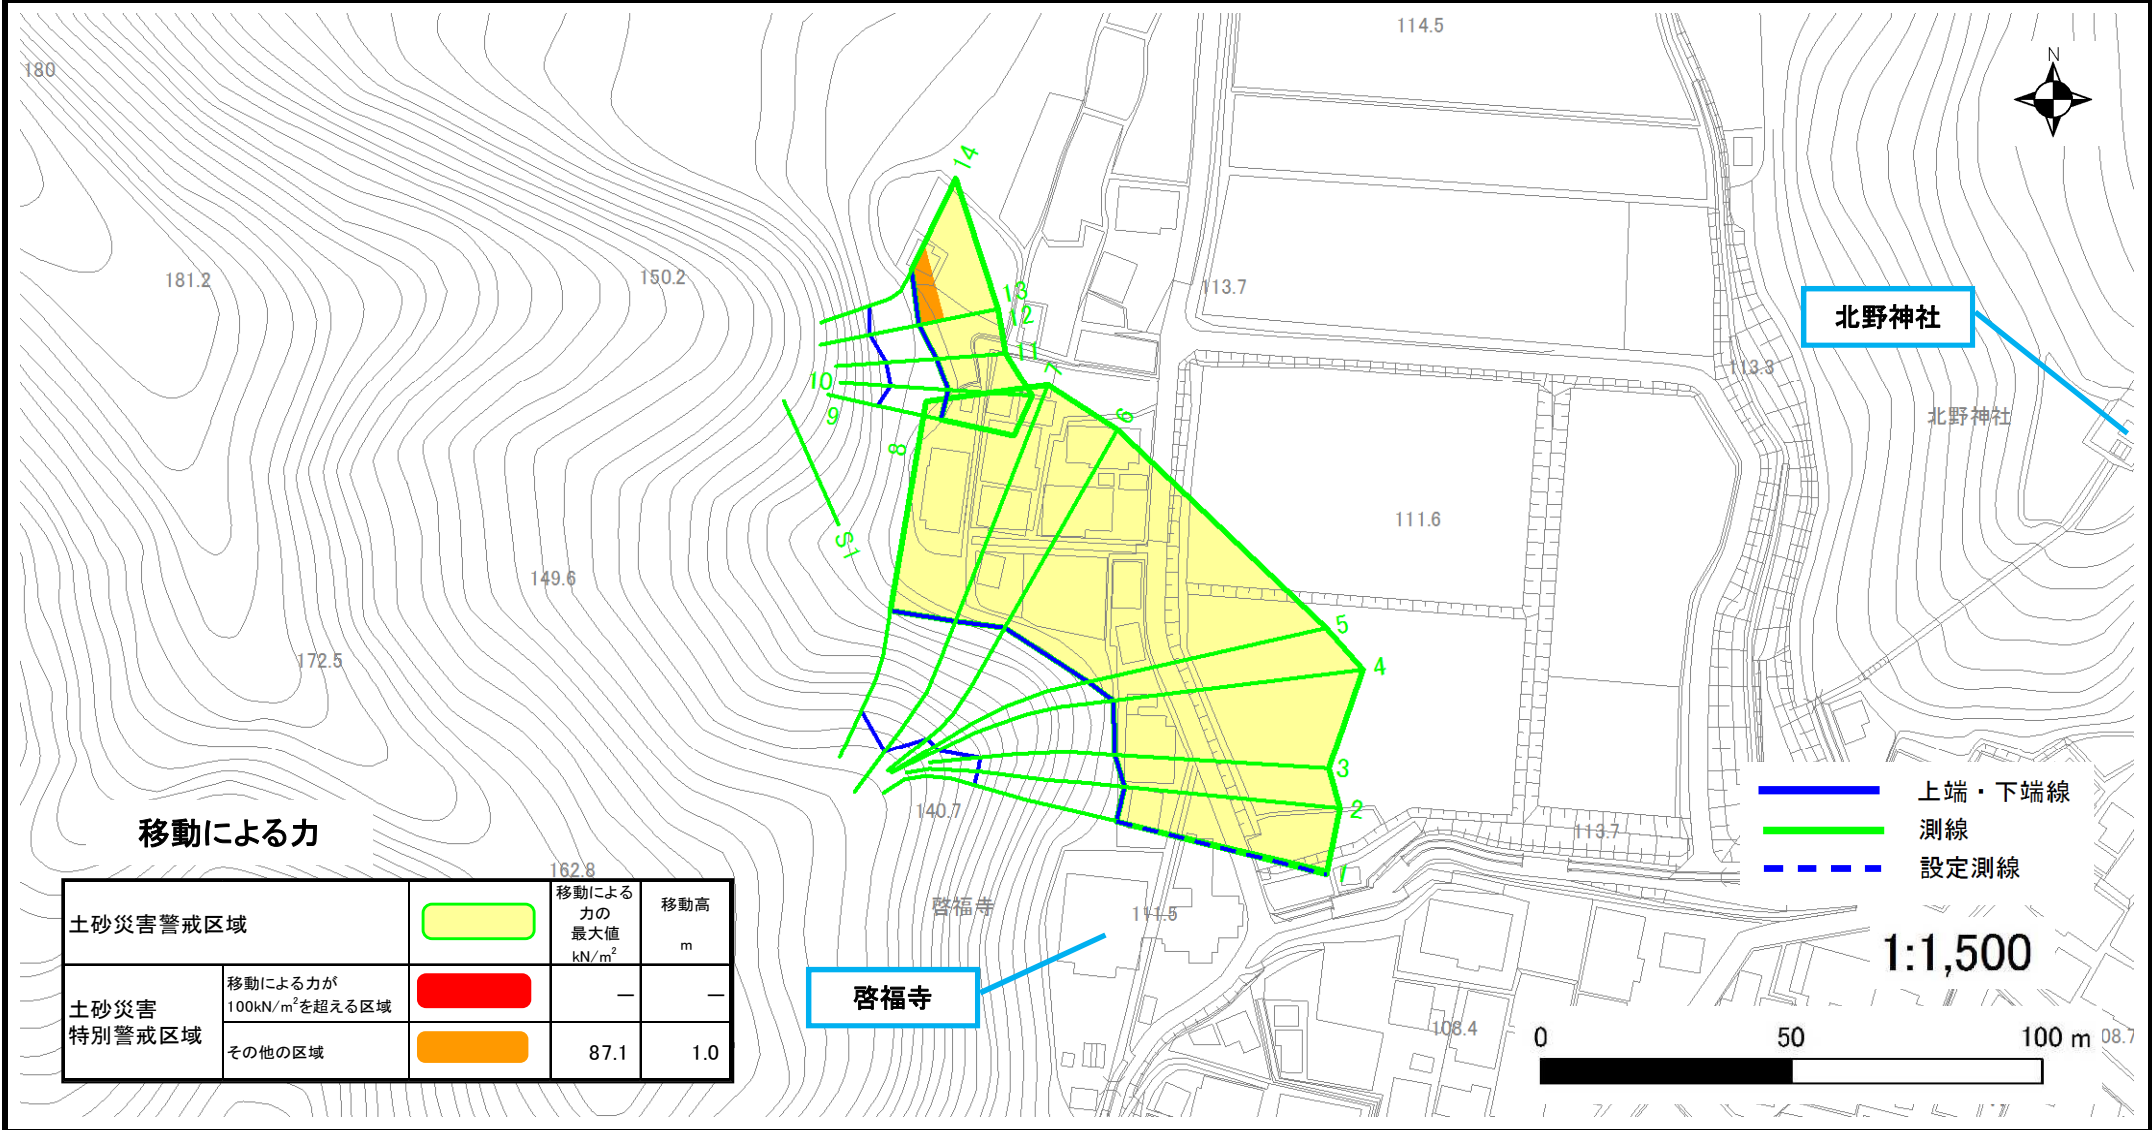 114.5
N
180
14
181.2
150.2
13
113.7
12
北野神社
11
113.3
7
10
9
6
北野神社
8
111.6
S1
149.6
5
172.5
4
3
上端・下端線
2
140.7
測線
113.7
移動による力
162.8
1
設定測線
啓福寺
111.5
1:1,500
土砂災害警戒区域
移動による
力の
最大値
kN/m²
移動高
m
土砂災害
特別警戒区域
移動による力が
100kN/m²を超える区域
－
－
その他の区域
87.1
1.0
啓福寺
108.4
0
50
100 m
08.7